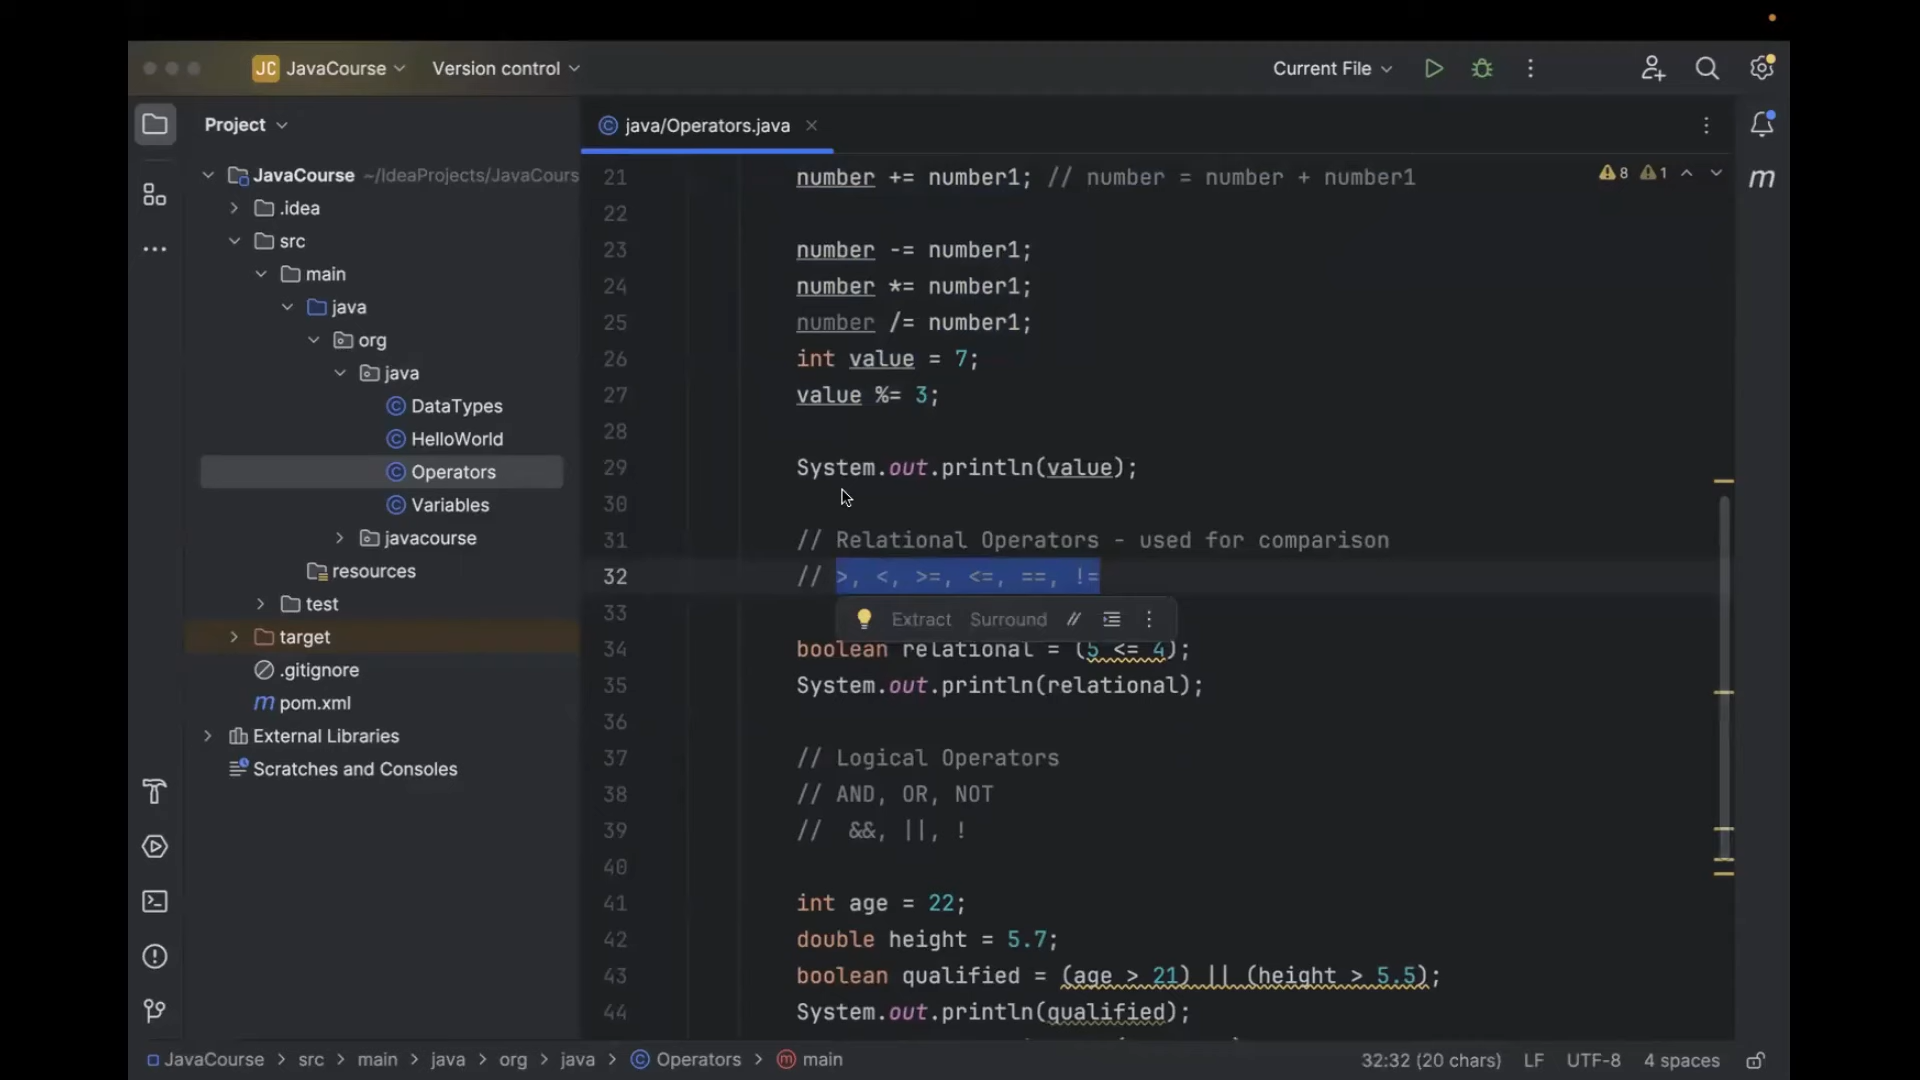 JC JavaCourse Version control Current File
Project
java/Operators.java
JavaCourse ~/IdeaProjects/JavaCours
.idea
src
main
java
org
java
DataTypes
HelloWorld
Operators
Variables
javacourse
resources
test
target
.gitignore
m pom.xml
External Libraries
Scratches and Consoles
8 1
m
21 number += number1; // number = number + number1
22
23 number -= number1;
24 number *= number1;
25 number /= number1;
26 int value = 7;
27 value %= 3;
28
29 System.out.println(value);
30
31 // Relational Operators - used for comparison
32 // >, <, >=, <=, ==, !=
33
Extract Surround //
34 boolean relational = (5 <= 4);
35 System.out.println(relational);
36
37 // Logical Operators
38 // AND, OR, NOT
39 // &&, ||, !
40
41 int age = 22;
42 double height = 5.7;
43 boolean qualified = (age > 21) || (height > 5.5);
44 System.out.println(qualified);
JavaCourse > src > main > java > org > java > Operators > main 32:32 (20 chars) LF UTF-8 4 spaces